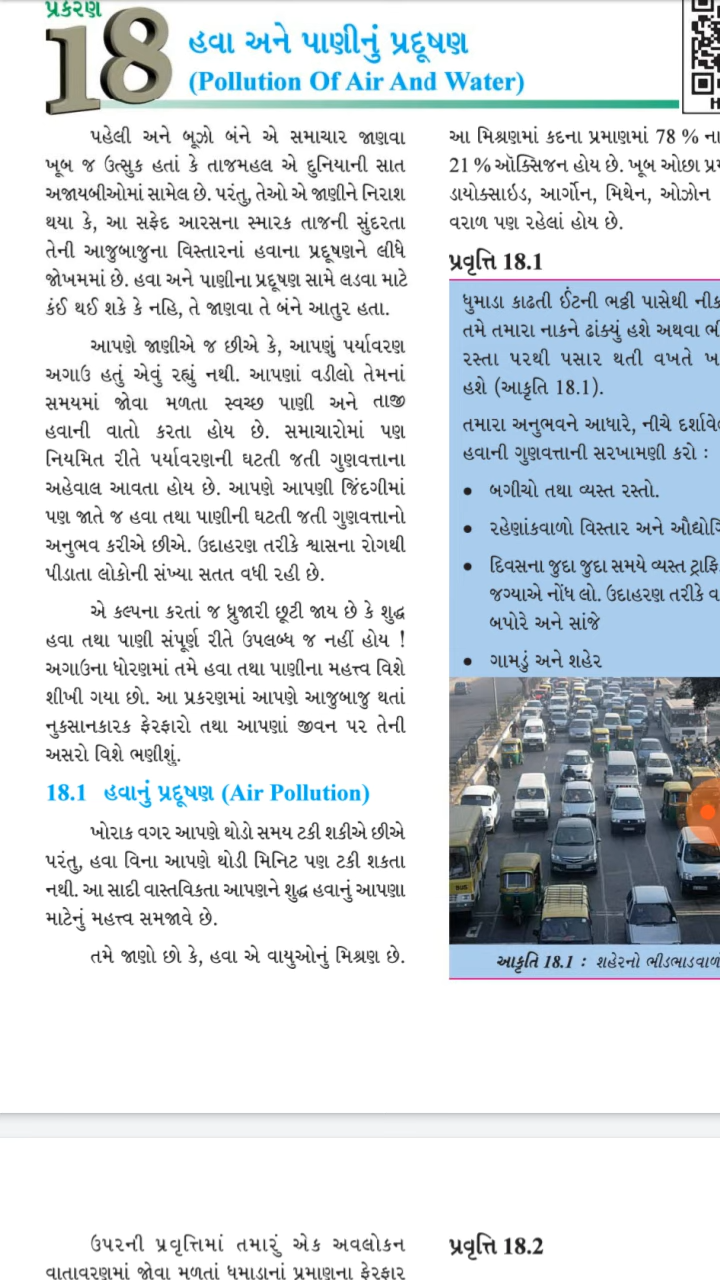 પ્રકરણ
18
હવા અને પાણીનું પ્રદૂષણ
(Pollution Of Air And Water)
પહેલી અને બૂઝો બંને એ સમાચાર જાણવા
ખૂબ જ ઉત્સુક હતાં કે તાજમહલ એ દુનિયાની સાત
અજાયબીઓમાં સામેલ છે. પરંતુ, તેઓ એ જાણીને નિરાશ
થયા કે, આ સફેદ આરસના સ્મારક તાજની સુંદરતા
તેની આજુબાજુના વિસ્તારનાં હવાના પ્રદૂષણને લીધે
જોખમમાં છે. હવા અને પાણીના પ્રદૂષણ સામે લડવા માટે
કંઈ થઈ શકે કે નહિ, તે જાણવા તે બંને આતુર હતા.
આપણે જાણીએ જ છીએ કે, આપણું પર્યાવરણ
અગાઉ હતું એવું રહ્યું નથી. આપણાં વડીલો તેમનાં
સમયમાં જોવા મળતા સ્વચ્છ પાણી અને તાજી
હવાની વાતો કરતા હોય છે. સમાચારોમાં પણ
નિયમિત રીતે પર્યાવરણની ઘટતી જતી ગુણવત્તાના
અહેવાલ આવતા હોય છે. આપણે આપણી જિંદગીમાં
પણ જાતે જ હવા તથા પાણીની ઘટતી જતી ગુણવત્તાનો
અનુભવ કરીએ છીએ. ઉદાહરણ તરીકે શ્વાસના રોગથી
પીડાતા લોકોની સંખ્યા સતત વધી રહી છે.
એ કલ્પના કરતાં જ ધ્રુજારી છૂટી જાય છે કે શુદ્ધ
હવા તથા પાણી સંપૂર્ણ રીતે ઉપલબ્ધ જ નહીં હોય !
અગાઉના ધોરણમાં તમે હવા તથા પાણીના મહત્ત્વ વિશે
શીખી ગયા છો. આ પ્રકરણમાં આપણે આજુબાજુ થતાં
નુકસાનકારક ફેરફારો તથા આપણાં જીવન પર તેની
અસરો વિશે ભણીશું.
18.1 હવાનું પ્રદૂષણ (Air Pollution)
ખોરાક વગર આપણે થોડો સમય ટકી શકીએ છીએ
પરંતુ, હવા વિના આપણે થોડી મિનિટ પણ ટકી શકતા
નથી. આ સાદી વાસ્તવિકતા આપણને શુદ્ધ હવાનું આપણા
માટેનું મહત્ત્વ સમજાવે છે.
તમે જાણો છો કે, હવા એ વાયુઓનું મિશ્રણ છે.
આ મિશ્રણમાં કદના પ્રમાણમાં 78 % ના
21 % ઑક્સિજન હોય છે. ખૂબ ઓછા પ્રમ
ડાયોક્સાઇડ, આર્ગોન, મિથેન, ઓઝોન
વરાળ પણ રહેલાં હોય છે.
પ્રવૃત્તિ 18.1
ધુમાડા કાઢતી ઈંટની ભઠ્ઠી પાસેથી નીક
તમે તમારા નાકને ઢાંક્યું હશે અથવા ભી
રસ્તા પરથી પસાર થતી વખતે ખ
હશે (આકૃતિ 18.1).
તમારા અનુભવને આધારે, નીચે દર્શાવે
હવાની ગુણવત્તાની સરખામણી કરો :
• બગીચો તથા વ્યસ્ત રસ્તો.
• રહેણાંકવાળો વિસ્તાર અને ઔદ્યોગિ
• દિવસના જુદા જુદા સમયે વ્યસ્ત ટ્રાફિ
જગ્યાએ નોંધ લો. ઉદાહરણ તરીકે વ
બપોરે અને સાંજે
• ગામડું અને શહેર
BUS
આકૃતિ 18.1 : શહેરનો ભીડભાડવાળો
ઉપરની પ્રવૃત્તિમાં તમારું એક અવલોકન
વાતાવરણમાં જોવા મળતાં ધુમાડાનાં પ્રમાણના ફેરફાર
પ્રવૃત્તિ 18.2